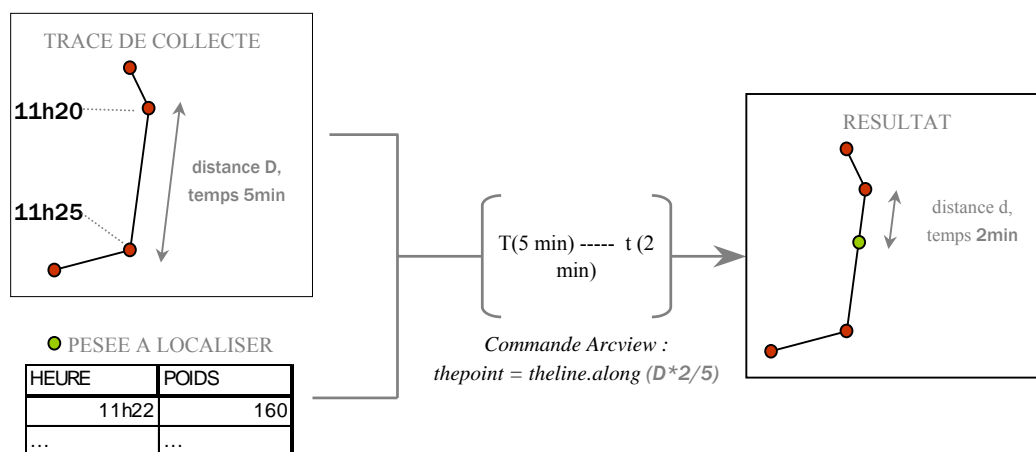 TRACE DE COLLECTE
11h20
distance D,
temps 5min
11h25
PESEE A LOCALISER
HEURE POIDS
11h22 160
... ...
T(5 min) ----- t (2
min)
Commande Arcview :
thepoint = theline.along (D*2/5)
RESULTAT
distance d,
temps 2min